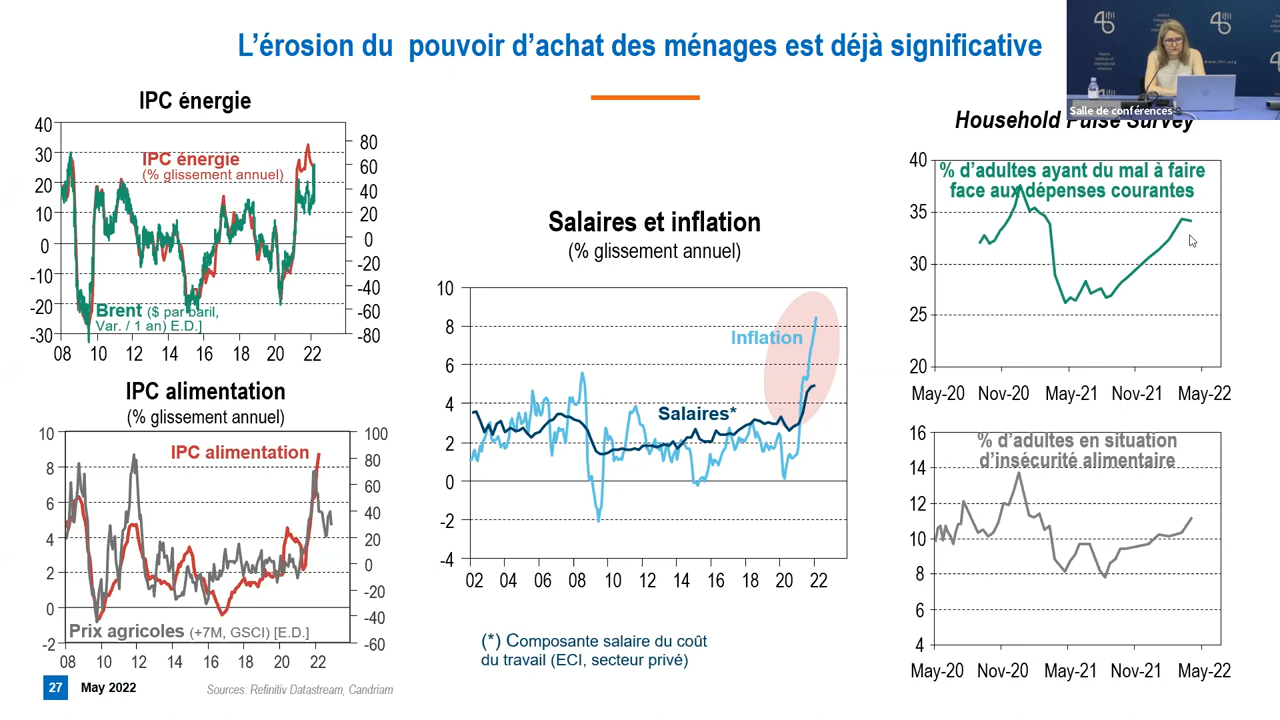 L'érosion du pouvoir d'achat des ménages est déjà significative
ifri
ifri
www.ifri.org
Salle de conférences
IPC énergie
40
30
20
10
0
-10
-20
-30
80
60
40
20
0
-20
-40
-60
-80
IPC énergie
(% glissement annuel)
Brent ($ par baril,
Var. / 1 an) E.D.]
08 10 12 14 16 18 20 22
IPC alimentation
(% glissement annuel)
10
8
6
4
2
0
-2
100
80
60
40
20
0
-20
-40
-60
IPC alimentation
Prix agricoles (+7M, GSCI) [E.D.]
08 10 12 14 16 18 20 22
Salaires et inflation
(% glissement annuel)
10
8
6
4
2
0
-2
-4
Inflation
Salaires*
02 04 06 08 10 12 14 16 18 20 22
(*) Composante salaire du coût
du travail (ECI, secteur privé)
Household Pulse Survey
40
35
30
25
20
% d'adultes ayant du mal à faire
face aux dépenses courantes
May-20 Nov-20 May-21 Nov-21 May-22
16
14
12
10
8
6
4
% d'adultes en situation
d'insécurité alimentaire
May-20 Nov-20 May-21 Nov-21 May-22
27 May 2022
Sources: Refinitiv Datastream, Candriam